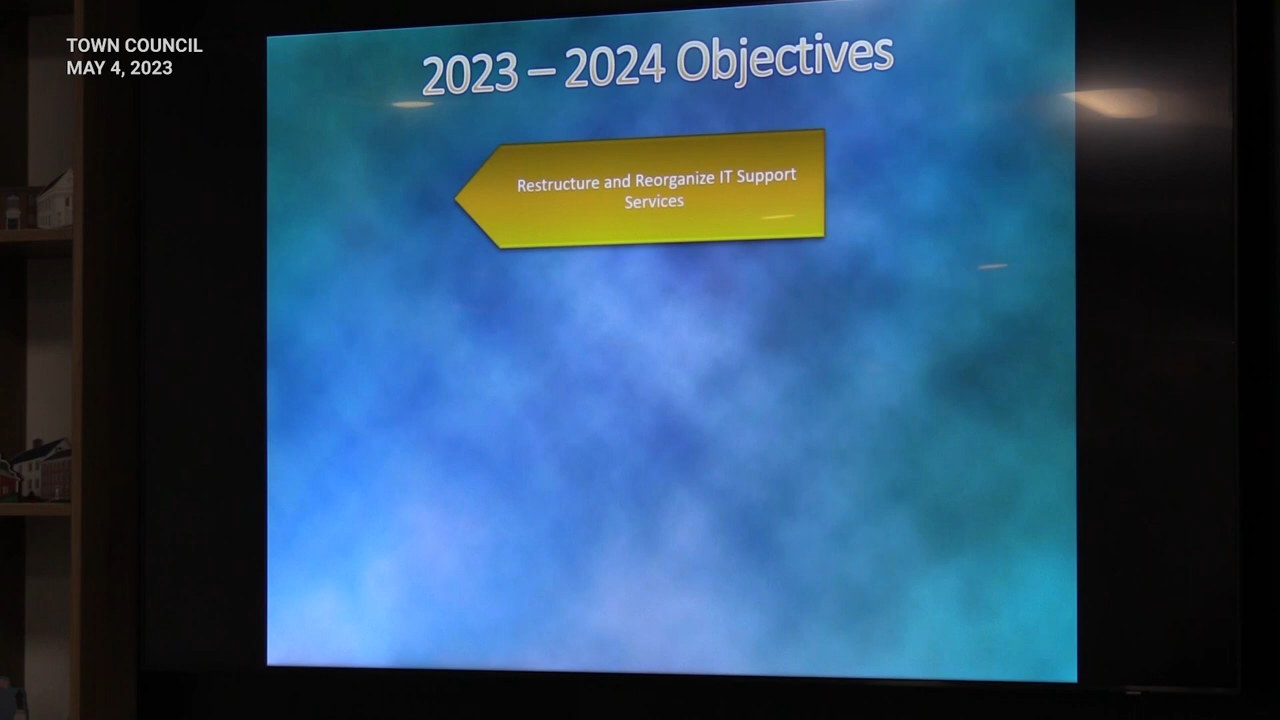 TOWN COUNCIL
MAY 4, 2023
2023 – 2024 Objectives
Restructure and Reorganize IT Support
Services